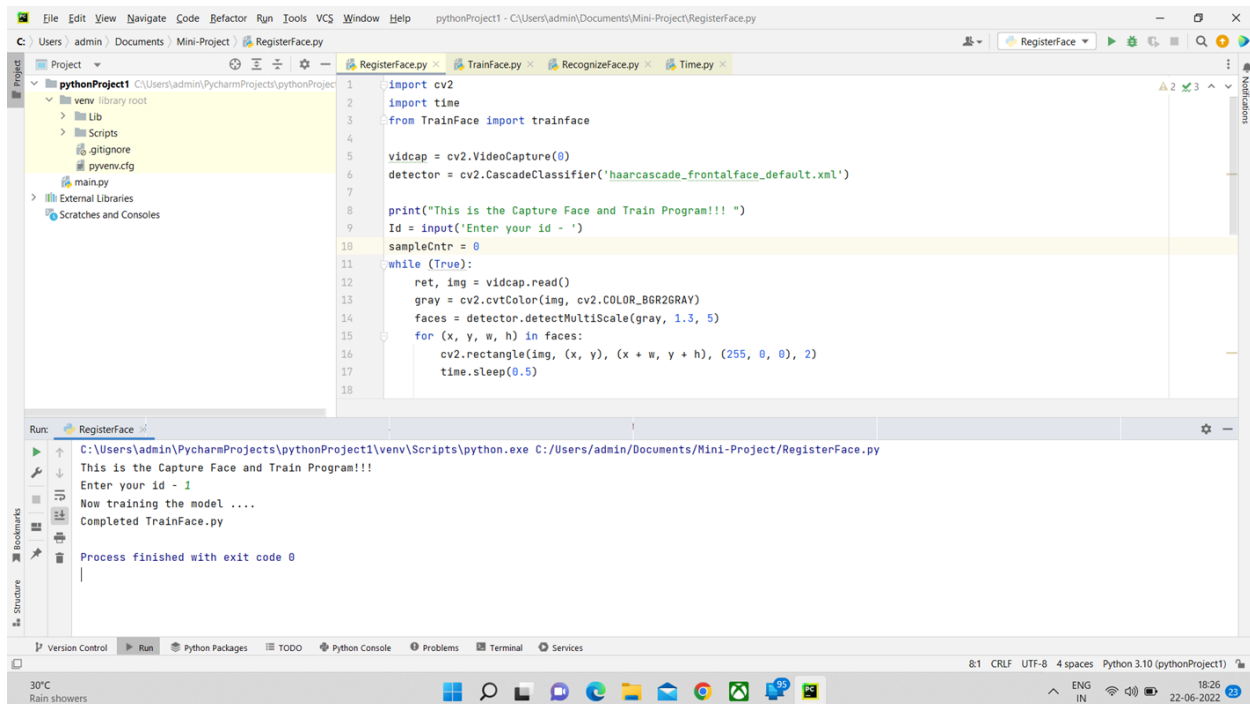 File Edit View Navigate Code Refactor Run Tools VCS Window Help pythonProject1 - C:\Users\admin\Documents\Mini-Project\RegisterFace.py
C: Users admin Documents Mini-Project RegisterFace.py RegisterFace
Project
Project
RegisterFace.py TrainFace.py RecognizeFace.py Time.py
Notifications
pythonProject1 C:\Users\admin\PycharmProjects\pythonProjec
venv library root
Lib
Scripts
.gitignore
pyvenv.cfg
main.py
External Libraries
Scratches and Consoles
2 3
1 import cv2
2 import time
3 from TrainFace import trainface
4
5 vidcap = cv2.VideoCapture(0)
6 detector = cv2.CascadeClassifier('haarcascade_frontalface_default.xml')
7
8 print("This is the Capture Face and Train Program!!! ")
9 Id = input('Enter your id - ')
10 sampleCntr = 0
11 while (True):
12 ret, img = vidcap.read()
13 gray = cv2.cvtColor(img, cv2.COLOR_BGR2GRAY)
14 faces = detector.detectMultiScale(gray, 1.3, 5)
15 for (x, y, w, h) in faces:
16 cv2.rectangle(img, (x, y), (x + w, y + h), (255, 0, 0), 2)
17 time.sleep(0.5)
18
Run: RegisterFace
C:\Users\admin\PycharmProjects\pythonProject1\venv\Scripts\python.exe C:/Users/admin/Documents/Mini-Project/RegisterFace.py
This is the Capture Face and Train Program!!!
Enter your id - 1
Now training the model ....
Completed TrainFace.py
Process finished with exit code 0
Bookmarks
Structure
Version Control Run Python Packages TODO Python Console Problems Terminal Services
8:1 CRLF UTF-8 4 spaces Python 3.10 (pythonProject1)
30°C
Rain showers
95
PC
ENG
IN
18:26
22-06-2022
23